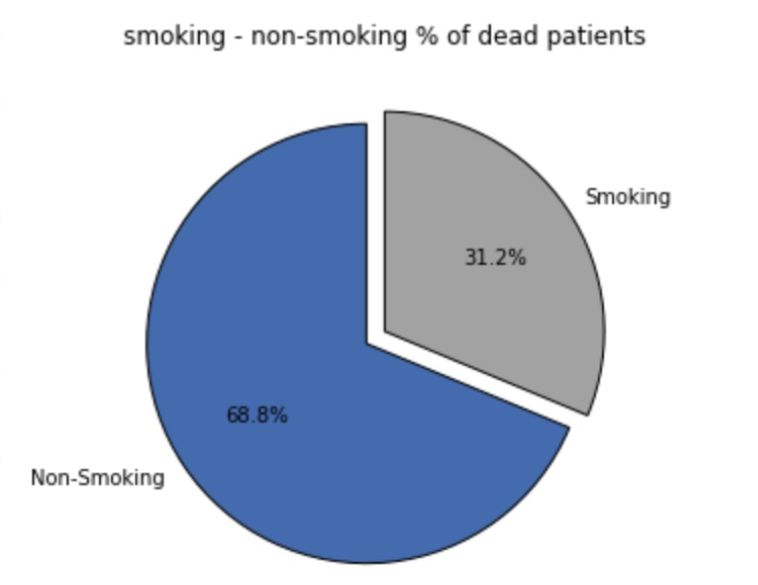 smoking - non-smoking % of dead patients
Smoking
31.2%
68.8%
Non-Smoking